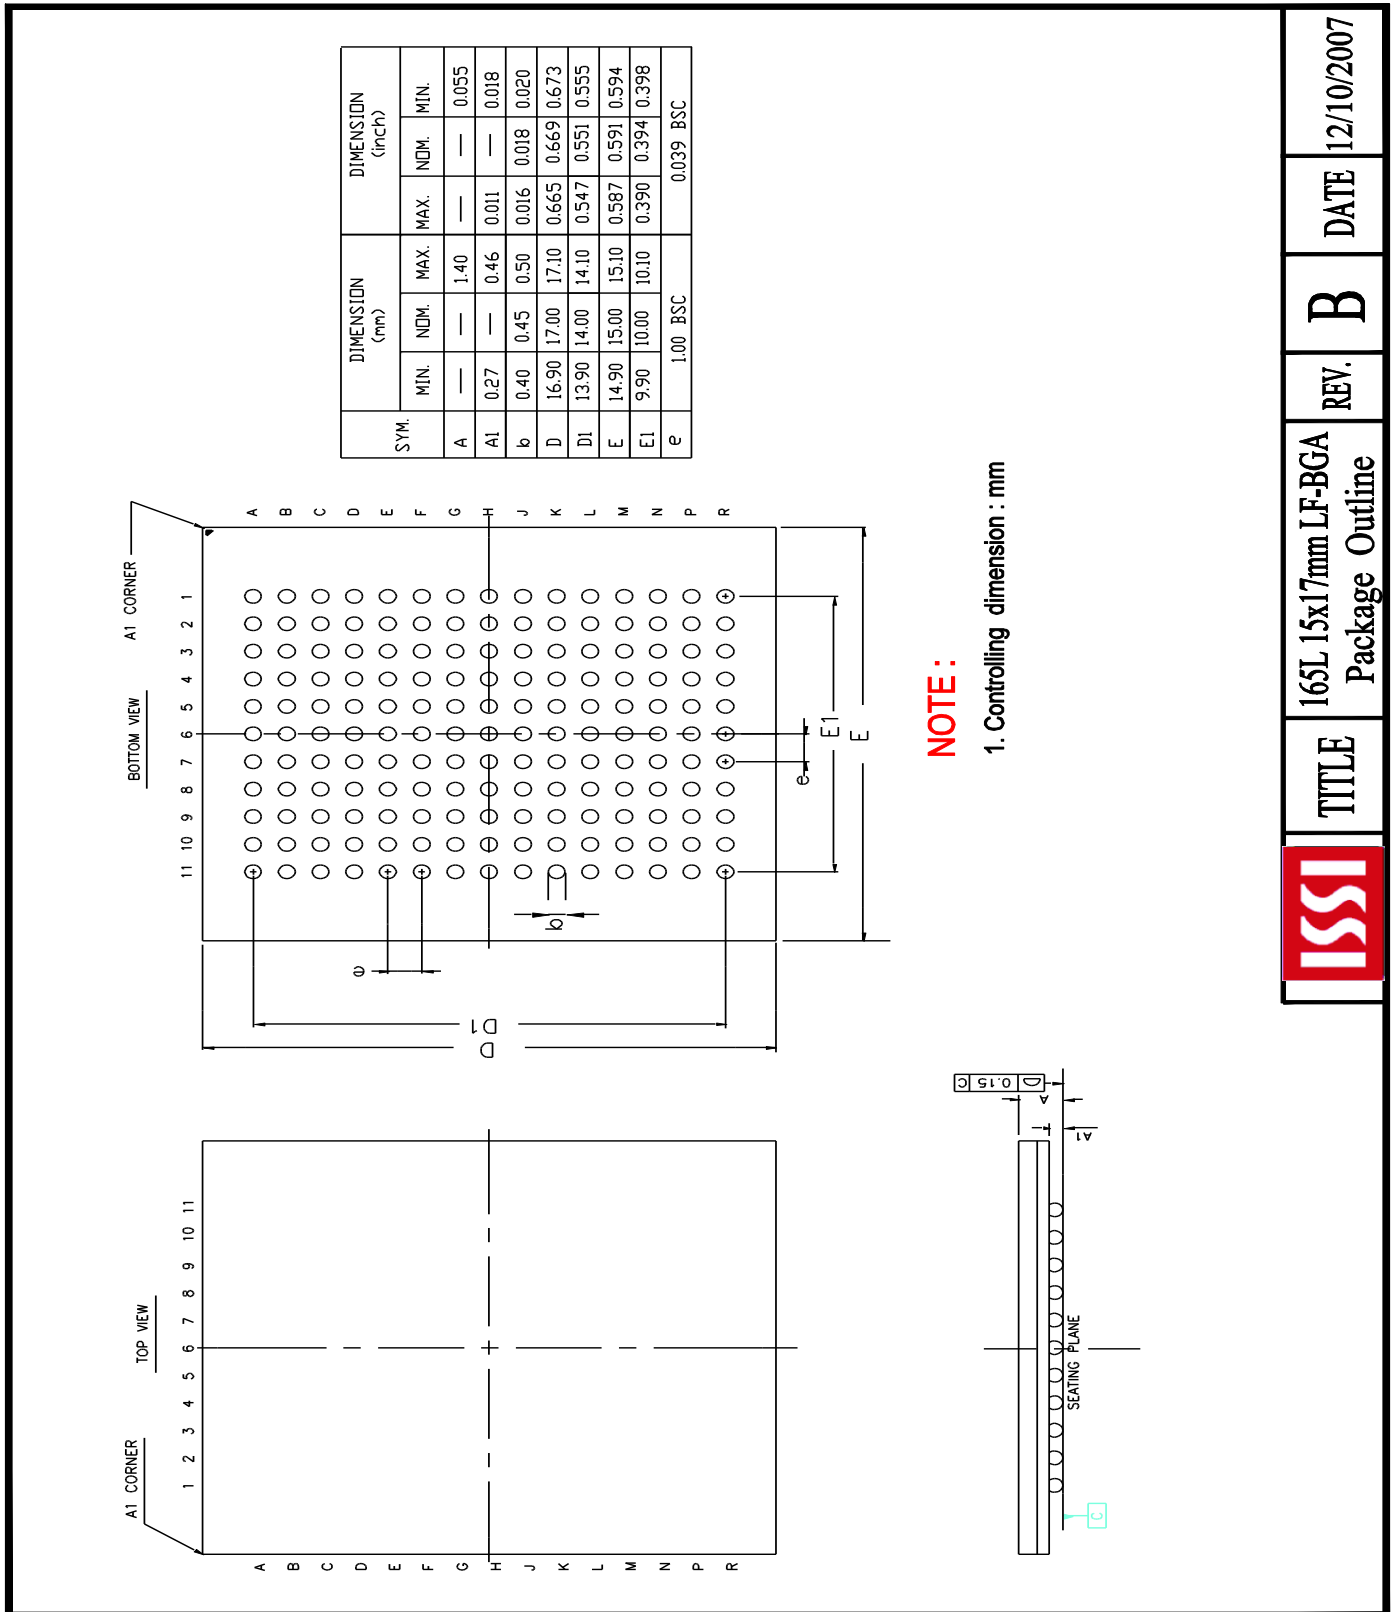 A1 CORNER
TOP VIEW
1 2 3 4 5 6 7 8 9 10 11
A
B
C
D
E
F
G
H
J
K
L
M
N
P
R
BOTTOM VIEW
A1 CORNER
11 10 9 8 7 6 5 4 3 2 1
A
B
C
D
E
F
G
H
J
K
L
M
N
P
R
e
b
D1
D
e
E1
E
SYM. DIMENSION (mm) DIMENSION (inch)
MIN. NOM. MAX. MAX. NOM. MIN.
A — — 1.40 — — 0.055
A1 0.27 — 0.46 0.011 — 0.018
b 0.40 0.45 0.50 0.016 0.018 0.020
D 16.90 17.00 17.10 0.665 0.669 0.673
D1 13.90 14.00 14.10 0.547 0.551 0.555
E 14.90 15.00 15.10 0.587 0.591 0.594
E1 9.90 10.00 10.10 0.390 0.394 0.398
e 1.00 BSC 0.039 BSC
D 0.15 C
A
A1
SEATING PLANE
C
NOTE :
1. Controlling dimension : mm
ISSI
TITLE
165L 15x17mm LF-BGA
Package Outline
REV.
B
DATE
12/10/2007